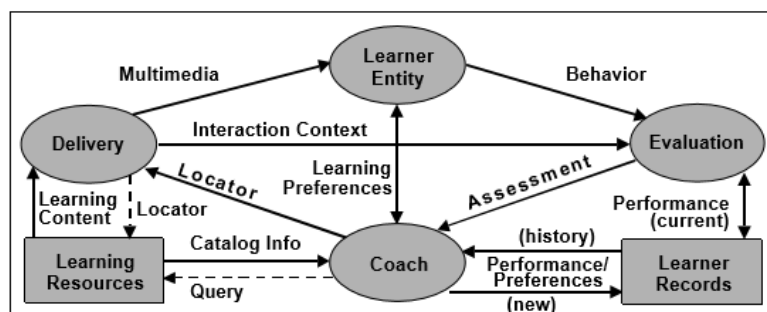 Learner
Entity
Multimedia
Behavior
Delivery
Interaction Context
Evaluation
Learning
Preferences
Locator
Assessment
Learning
Content
Locator
Performance
(current)
Learning
Resources
Catalog Info
Query
Coach
(history)
Performance/
Preferences
(new)
Learner
Records